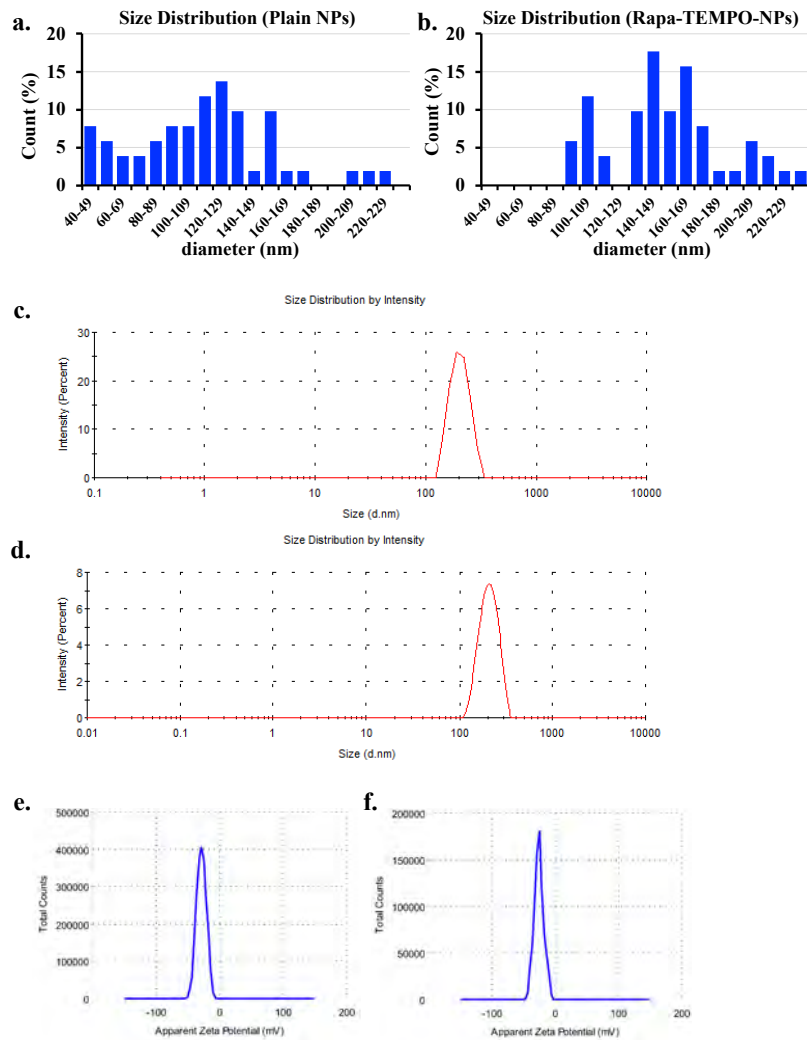 a. Size Distribution (Plain NPs)
20
15
10
5
0
Count (%)
40-49
60-69
80-89
100-109
120-129
140-149
160-169
180-189
200-209
220-229
diameter (nm)
b. Size Distribution (Rapa-TEMPO-NPs)
20
15
10
5
0
Count (%)
40-49
60-69
80-89
100-109
120-129
140-149
160-169
180-189
200-209
220-229
diameter (nm)
c.
Size Distribution by Intensity
30
20
10
0
Intensity (Percent)
0.1 1 10 100 1000 10000
Size (d.nm)
d.
Size Distribution by Intensity
8
6
4
2
0
Intensity (Percent)
0.01 0.1 1 10 100 1000 10000
Size (d.nm)
e.
500000
400000
300000
200000
100000
0
Total Counts
-100 0 100 200
Apparent Zeta Potential (mV)
f.
200000
150000
100000
50000
0
Total Counts
-100 0 100 200
Apparent Zeta Potential (mV)